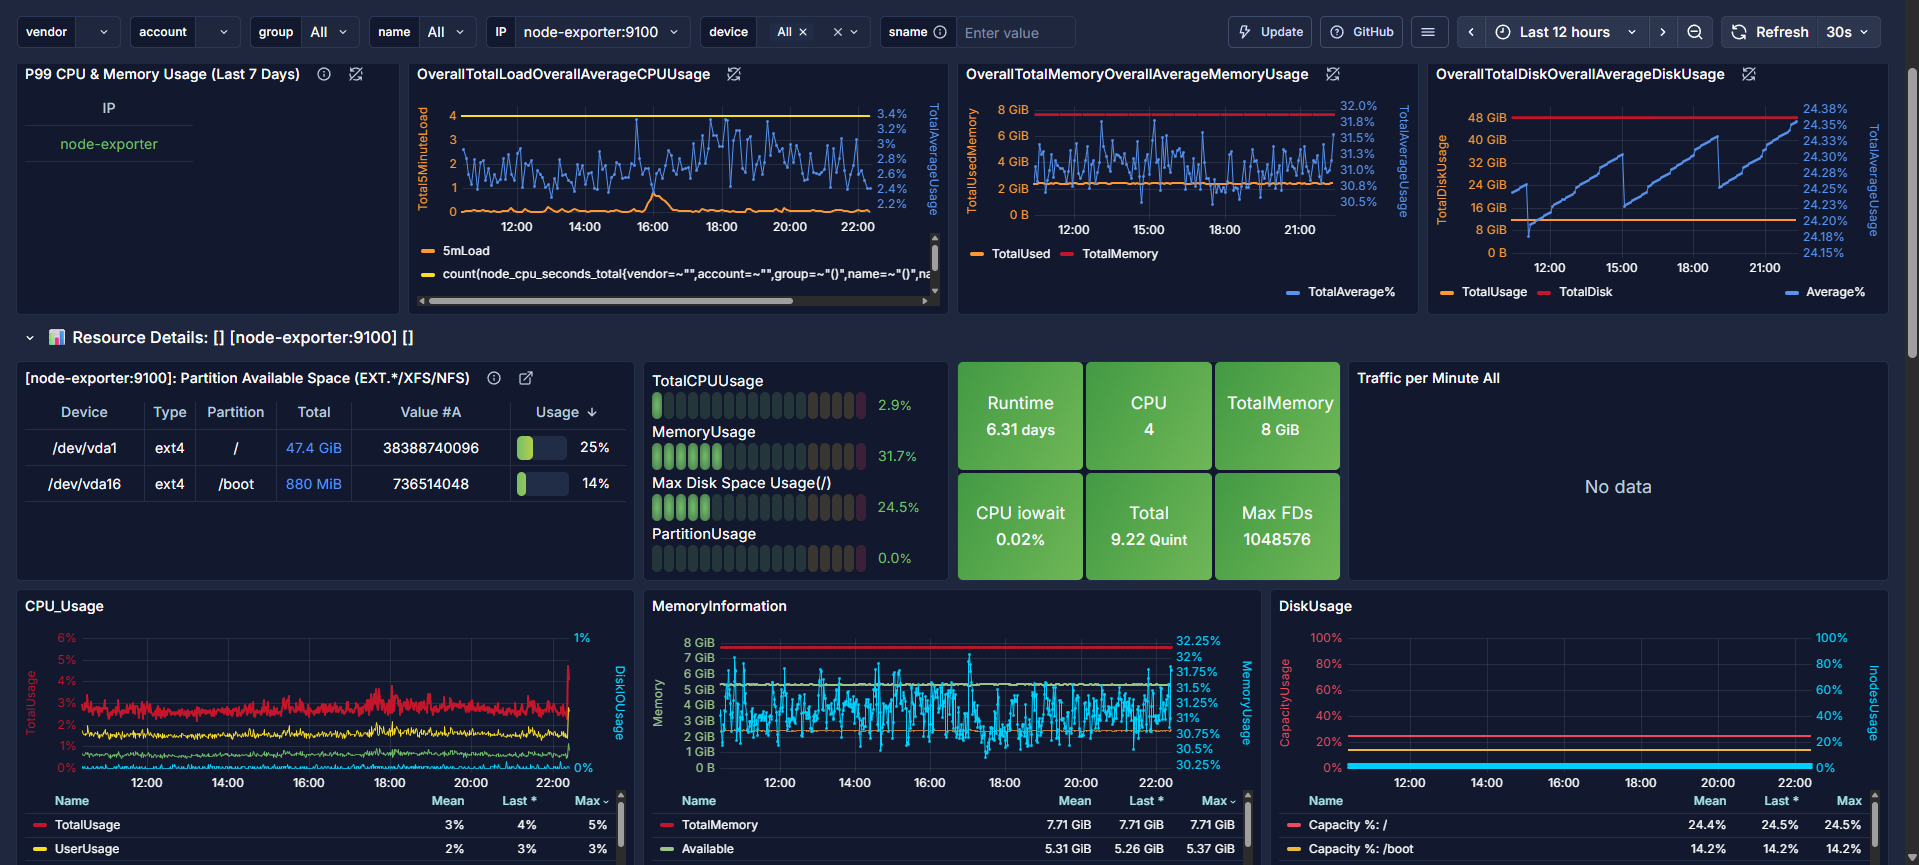 vendor account group All name All IP node-exporter:9100 device All sname Enter value Update GitHub Last 12 hours Refresh 30s
P99 CPU & Memory Usage (Last 7 Days)
IP
node-exporter
OverallTotalLoadOverallAverageCPUUsage
Total5MinuteLoad
4
3
2
1
0
3.4%
3.2%
3%
2.8%
2.6%
2.4%
2.2%
TotalAverageUsage
12:00 14:00 16:00 18:00 20:00 22:00
5mLoad
count(node_cpu_seconds_total{vendor=~"",account=~"",group=~"()",name=~"()",na
OverallTotalMemoryOverallAverageMemoryUsage
TotalUsedMemory
8 GiB
6 GiB
4 GiB
2 GiB
0 B
32.0%
31.8%
31.5%
31.3%
31.0%
30.8%
30.5%
TotalAverageUsage
12:00 15:00 18:00 21:00
TotalUsed TotalMemory
TotalAverage%
OverallTotalDiskOverallAverageDiskUsage
TotalDiskUsage
48 GiB
40 GiB
32 GiB
24 GiB
16 GiB
8 GiB
0 B
24.38%
24.35%
24.33%
24.30%
24.28%
24.25%
24.23%
24.20%
24.18%
24.15%
TotalAverageUsage
12:00 15:00 18:00 21:00
TotalUsage TotalDisk Average%
Resource Details: [] [node-exporter:9100] []
[node-exporter:9100]: Partition Available Space (EXT.*/XFS/NFS)
Device Type Partition Total Value #A Usage
/dev/vda1 ext4 / 47.4 GiB 38388740096 25%
/dev/vda16 ext4 /boot 880 MiB 736514048 14%
TotalCPUUsage
2.9%
MemoryUsage
31.7%
Max Disk Space Usage(/)
24.5%
PartitionUsage
0.0%
Runtime
6.31 days
CPU
4
TotalMemory
8 GiB
CPU iowait
0.02%
Total
9.22 Quint
Max FDs
1048576
Traffic per Minute All
No data
CPU_Usage
TotalUsage
6%
5%
4%
3%
2%
1%
0%
1%
0%
DiskIOUsage
12:00 14:00 16:00 18:00 20:00 22:00
Name Mean Last * Max
TotalUsage 3% 4% 5%
UserUsage 2% 3% 3%
MemoryInformation
Memory
8 GiB
7 GiB
6 GiB
5 GiB
4 GiB
3 GiB
2 GiB
1 GiB
0 B
32.25%
32%
31.75%
31.5%
31.25%
31%
30.75%
30.5%
30.25%
MemoryUsage
12:00 14:00 16:00 18:00 20:00 22:00
Name Mean Last * Max
TotalMemory 7.71 GiB 7.71 GiB 7.71 GiB
Available 5.31 GiB 5.26 GiB 5.37 GiB
DiskUsage
CapacityUsage
100%
80%
60%
40%
20%
0%
100%
80%
60%
40%
20%
0%
InodesUsage
12:00 14:00 16:00 18:00 20:00 22:00
Name Mean Last * Max
Capacity %: / 24.4% 24.5% 24.5%
Capacity %: /boot 14.2% 14.2% 14.2%